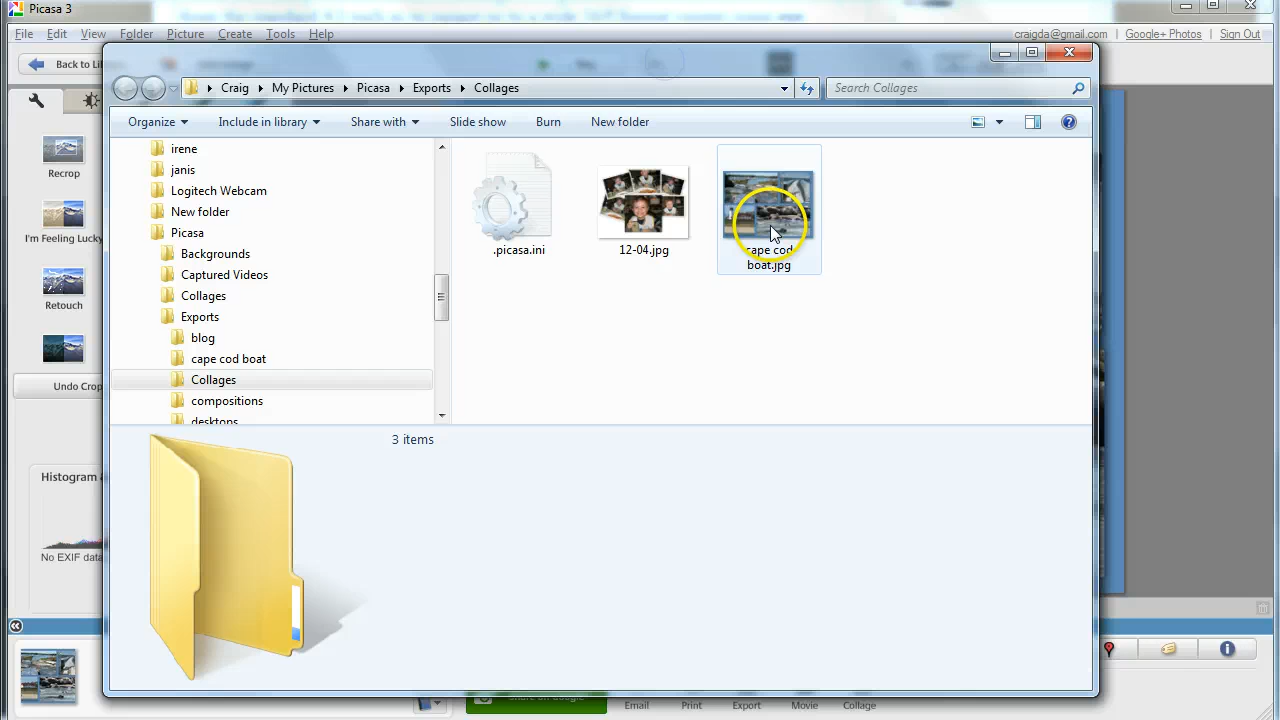 Picasa 3
File Edit View Folder Picture Create Tools Help
craigda@gmail.com | Google+ Photos | Sign Out
Back to
Craig My Pictures Picasa Exports Collages
Search Collages
Organize Include in library Share with Slide show Burn New folder
Recrop
I'm Feeling Lucky
Retouch
Undo Crop
Histogram &
No EXIF data
irene
janis
Logitech Webcam
New folder
Picasa
Backgrounds
Captured Videos
Collages
Exports
blog
cape cod boat
Collages
compositions
desktops
.picasa.ini
12-04.jpg
cape cod
boat.jpg
3 items
Email Print Export Movie Collage